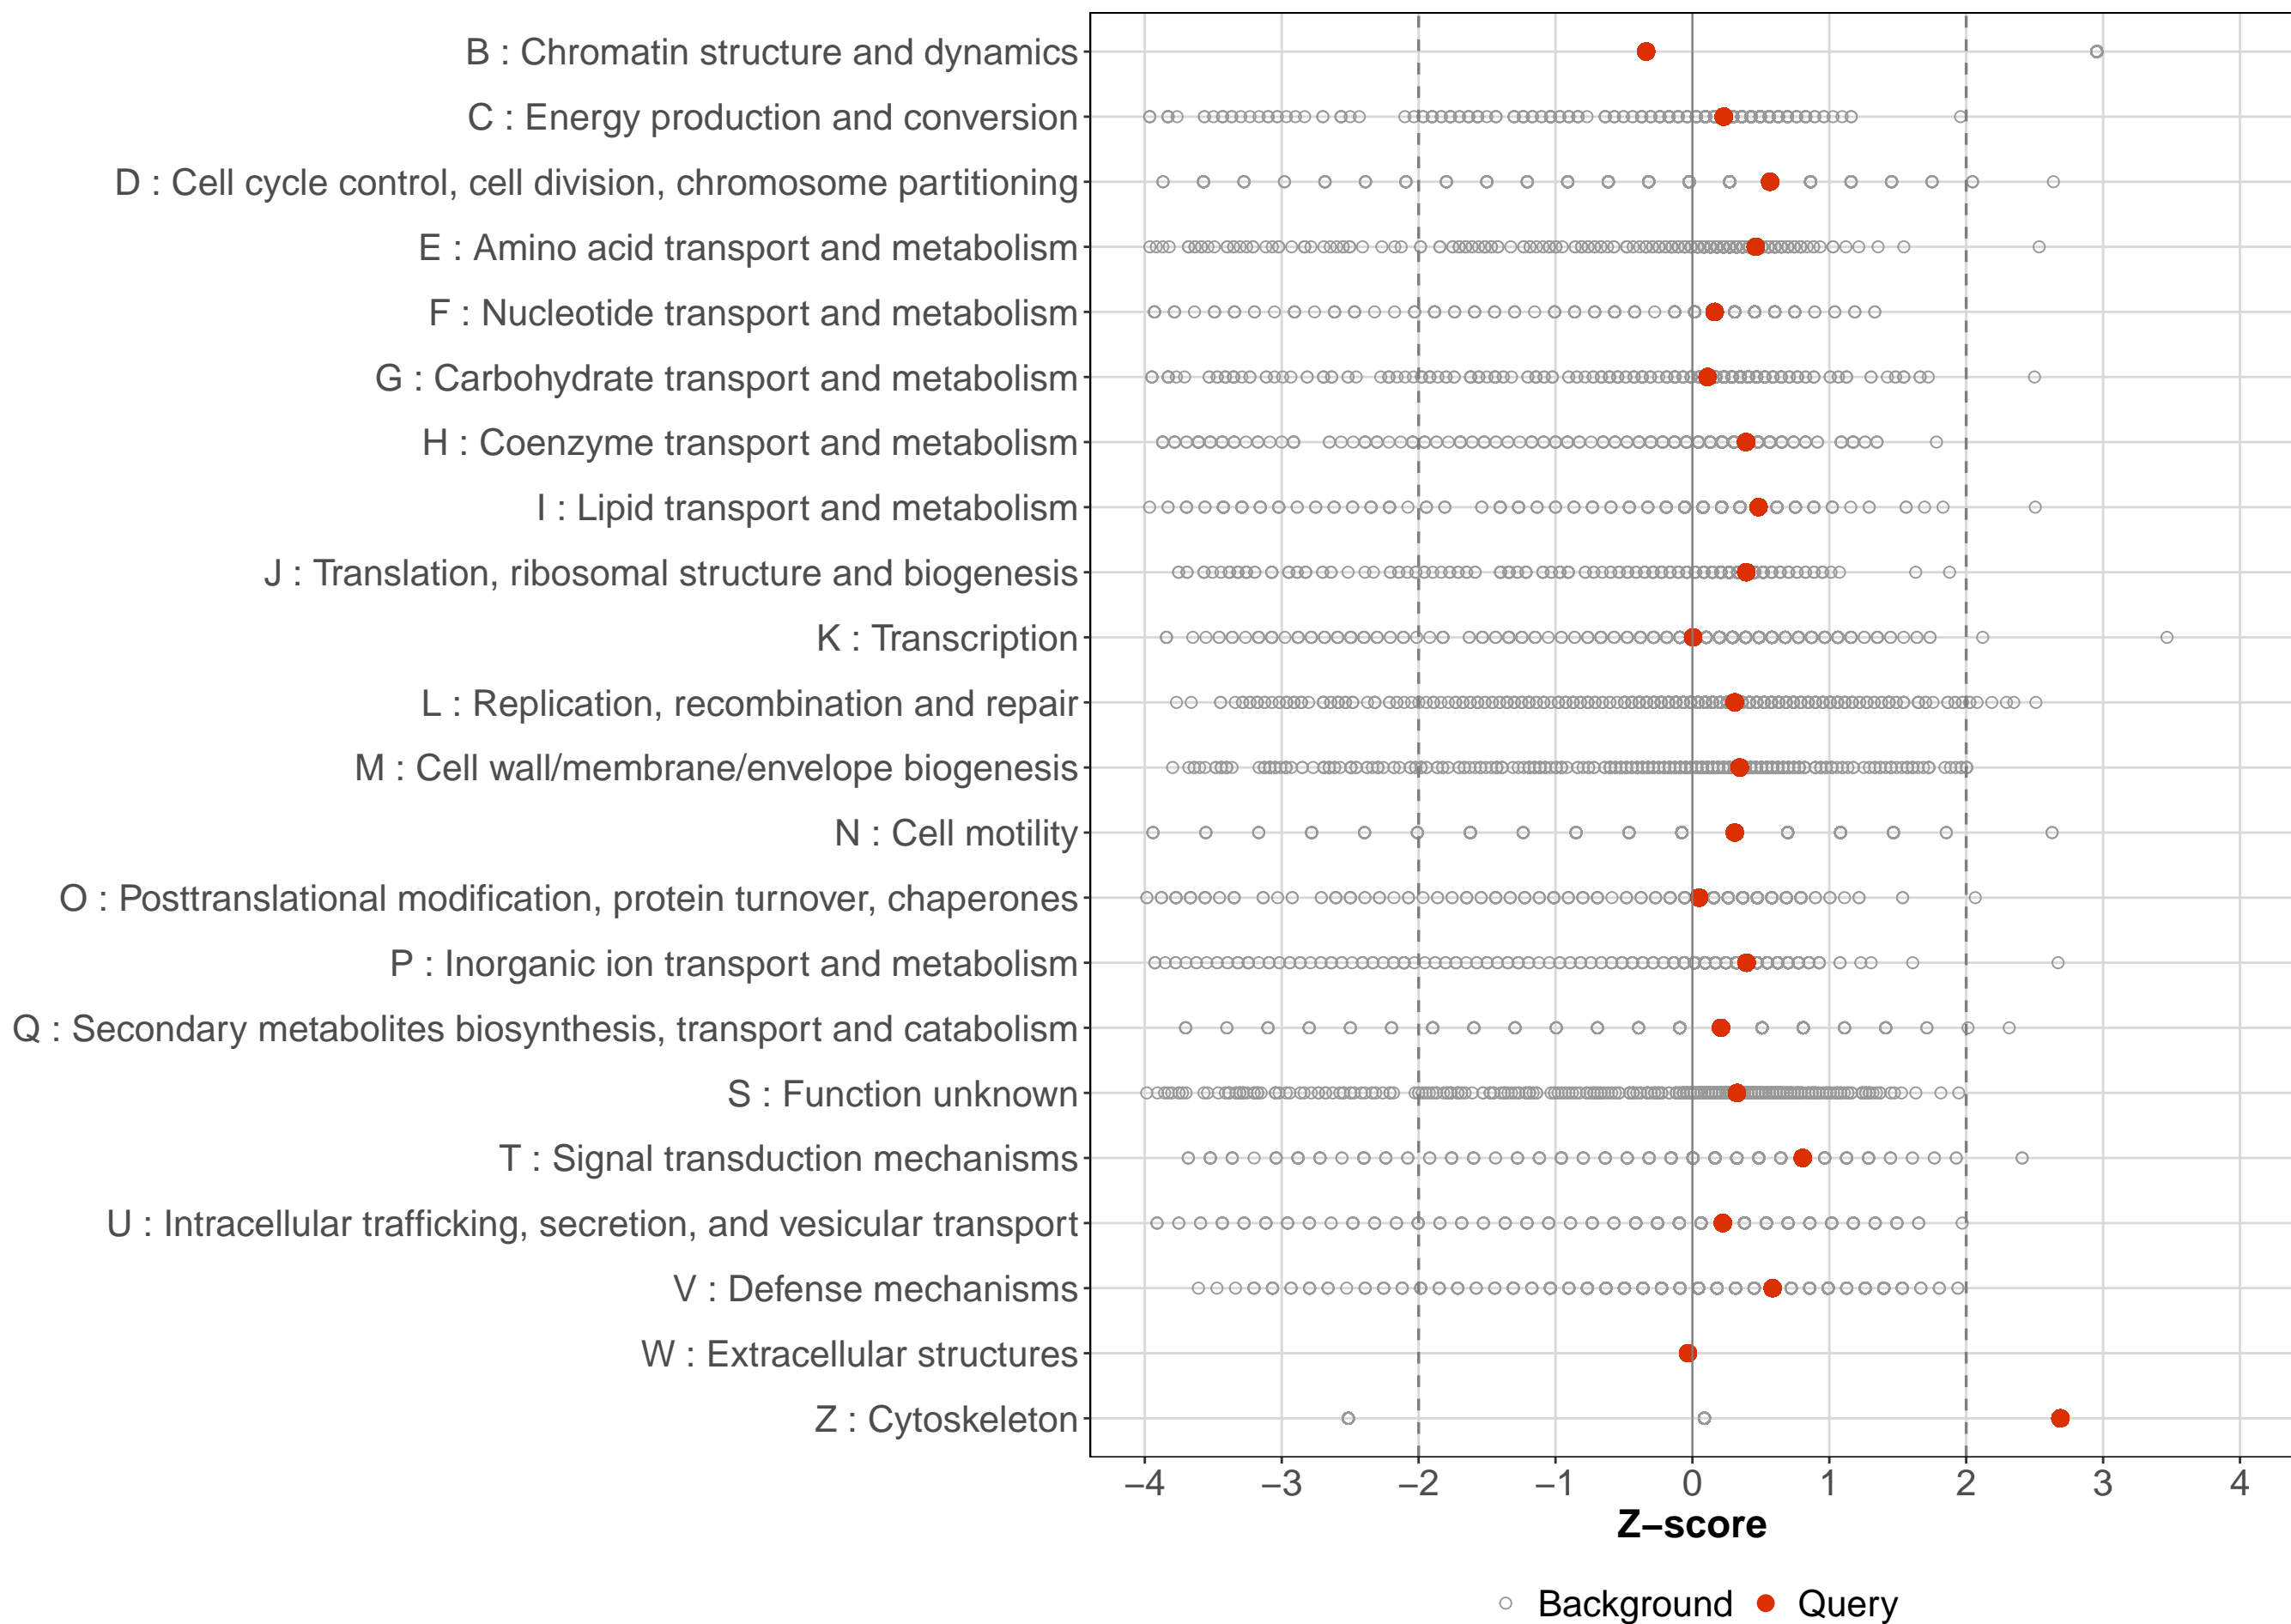 B : Chromatin structure and dynamics
C : Energy production and conversion
D : Cell cycle control, cell division, chromosome partitioning
E : Amino acid transport and metabolism
F : Nucleotide transport and metabolism
G : Carbohydrate transport and metabolism
H : Coenzyme transport and metabolism
I : Lipid transport and metabolism
J : Translation, ribosomal structure and biogenesis
K : Transcription
L : Replication, recombination and repair
M : Cell wall/membrane/envelope biogenesis
N : Cell motility
O : Posttranslational modification, protein turnover, chaperones
P : Inorganic ion transport and metabolism
Q : Secondary metabolites biosynthesis, transport and catabolism
S : Function unknown
T : Signal transduction mechanisms
U : Intracellular trafficking, secretion, and vesicular transport
V : Defense mechanisms
W : Extracellular structures
Z : Cytoskeleton
−4 −3 −2 −1 0 1 2 3 4
Z−score
Background Query